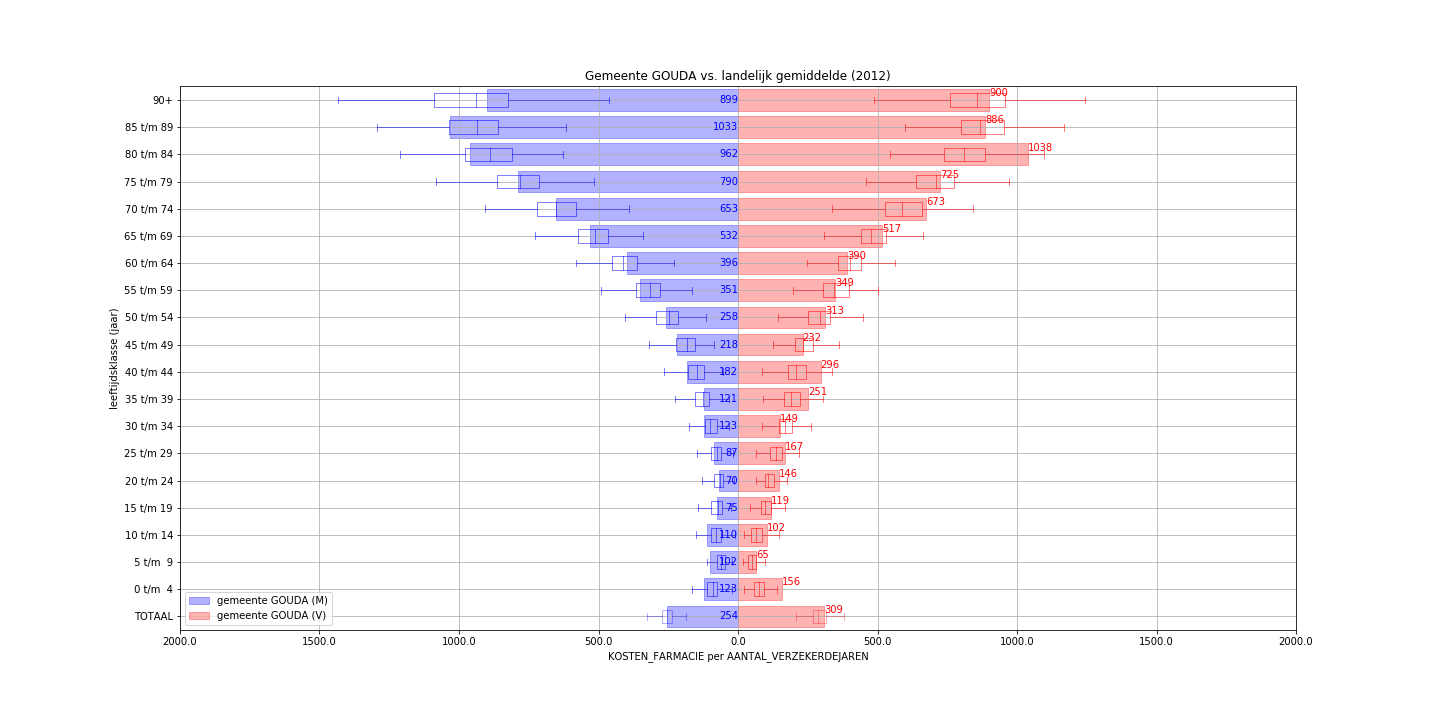 Gemeente GOUDA vs. landelijk gemiddelde (2012)
leeftijdsklasse (jaar)
90+ 899 900
85 t/m 89 1033 886
80 t/m 84 962 1038
75 t/m 79 790 725
70 t/m 74 653 673
65 t/m 69 532 517
60 t/m 64 396 390
55 t/m 59 351 349
50 t/m 54 258 313
45 t/m 49 218 232
40 t/m 44 182 296
35 t/m 39 121 251
30 t/m 34 123 149
25 t/m 29 87 167
20 t/m 24 70 146
15 t/m 19 75 119
10 t/m 14 110 102
5 t/m  9 102 65
0 t/m  4 123 156
TOTAAL 254 309
gemeente GOUDA (M)
gemeente GOUDA (V)
2000.0 1500.0 1000.0 500.0 0.0 500.0 1000.0 1500.0 2000.0
KOSTEN_FARMACIE per AANTAL_VERZEKERDEJAREN